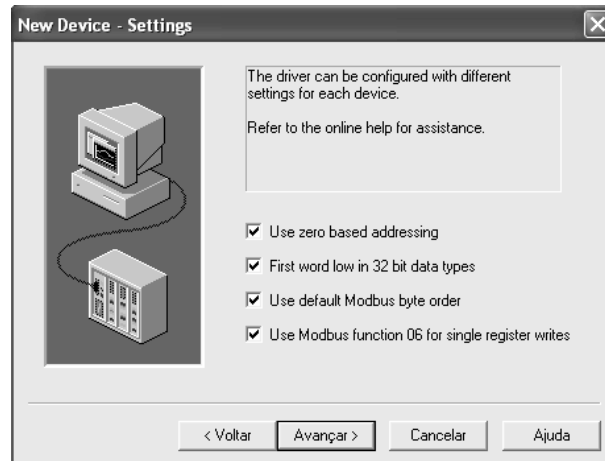 New Device - Settings
The driver can be configured with different
settings for each device.
Refer to the online help for assistance.
Use zero based addressing
First word low in 32 bit data types
Use default Modbus byte order
Use Modbus function 06 for single register writes
< Voltar
Avançar >
Cancelar
Ajuda